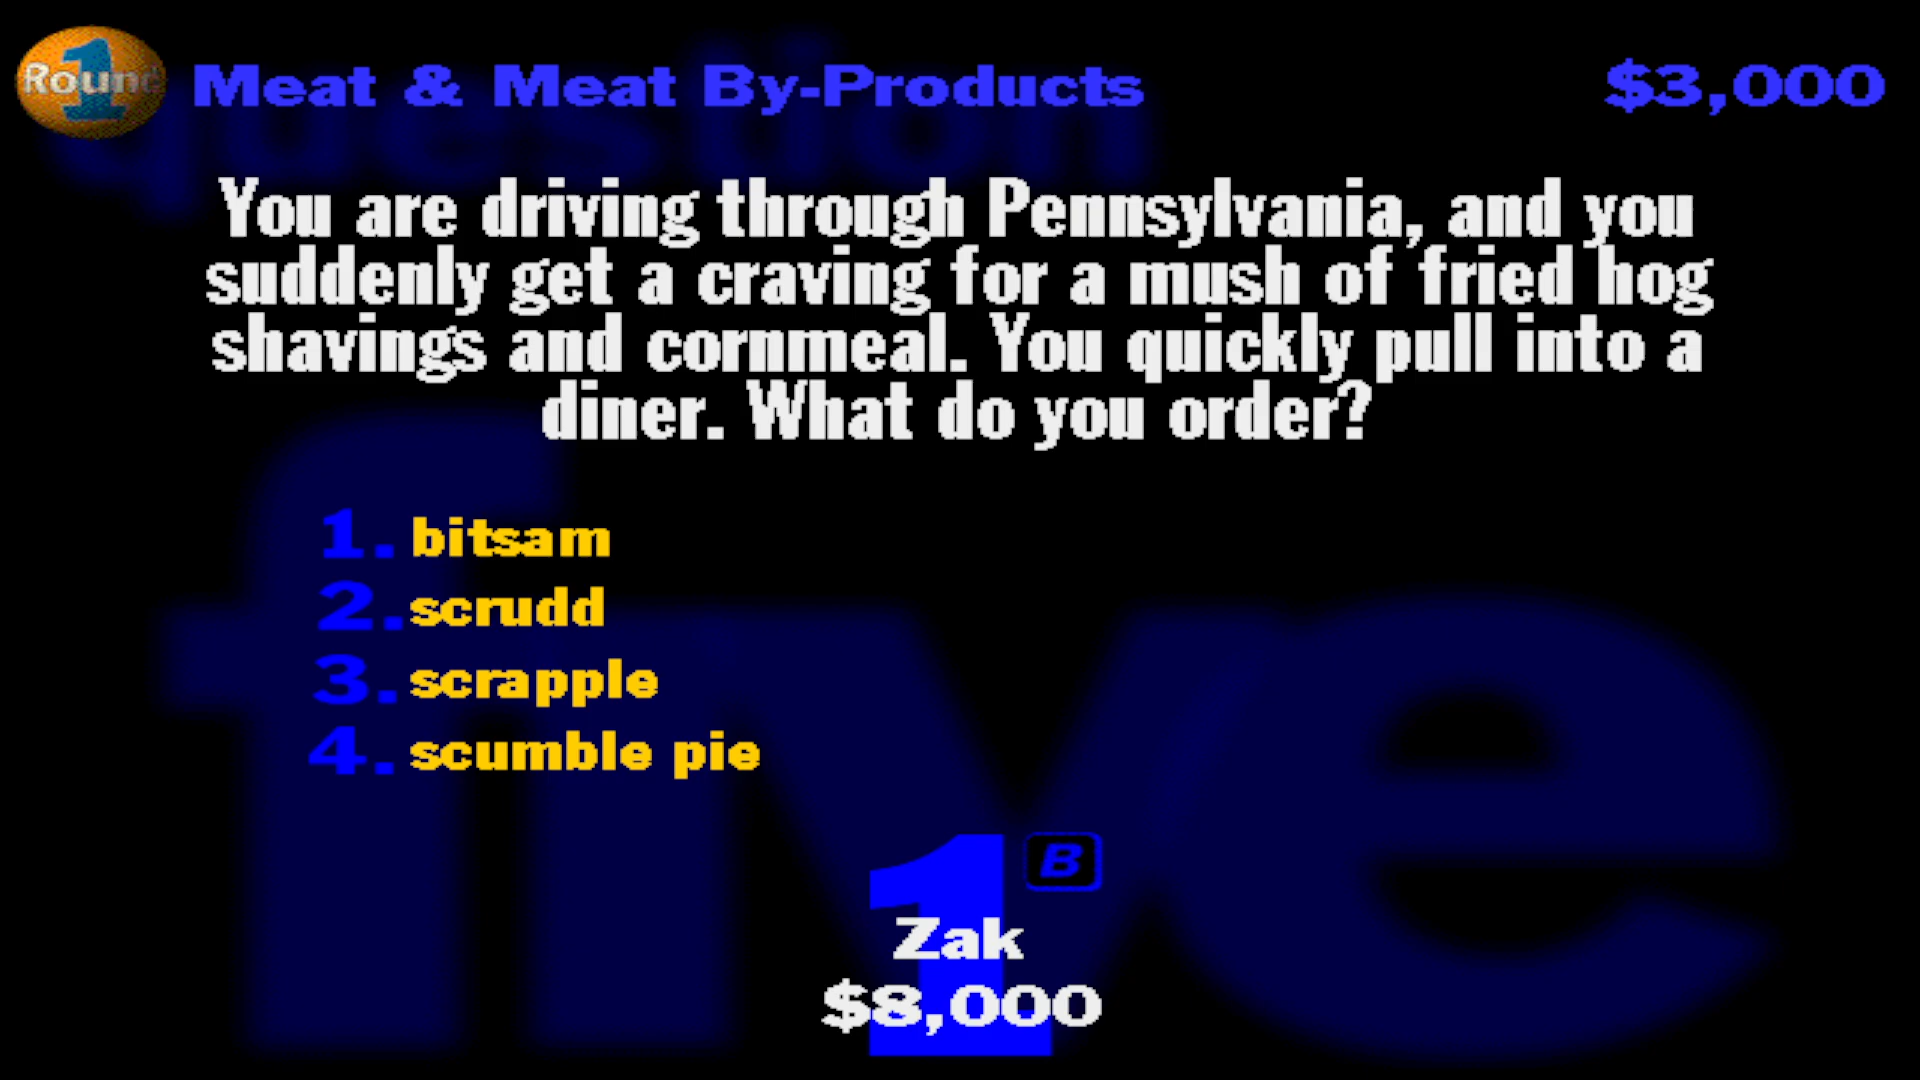 Round 1 Meat & Meat By-Products $3,000
question
You are driving through Pennsylvania, and you
suddenly get a craving for a mush of fried hog
shavings and cornmeal. You quickly pull into a
diner. What do you order?
five
1. bitsam
2. scrudd
3. scrapple
4. scumble pie
1 B
Zak
$8,000